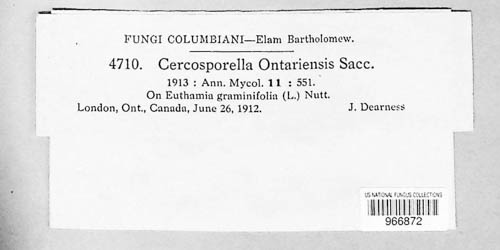 FUNGI COLUMBIANI—Elam Bartholomew.
4710. Cercosporella Ontariensis Sacc.
1913 : Ann. Mycol. 11 : 551.
On Euthamia graminifolia (L.) Nutt.
London, Ont., Canada, June 26, 1912. J. Dearness
US NATIONAL FUNGUS COLLECTIONS
966872